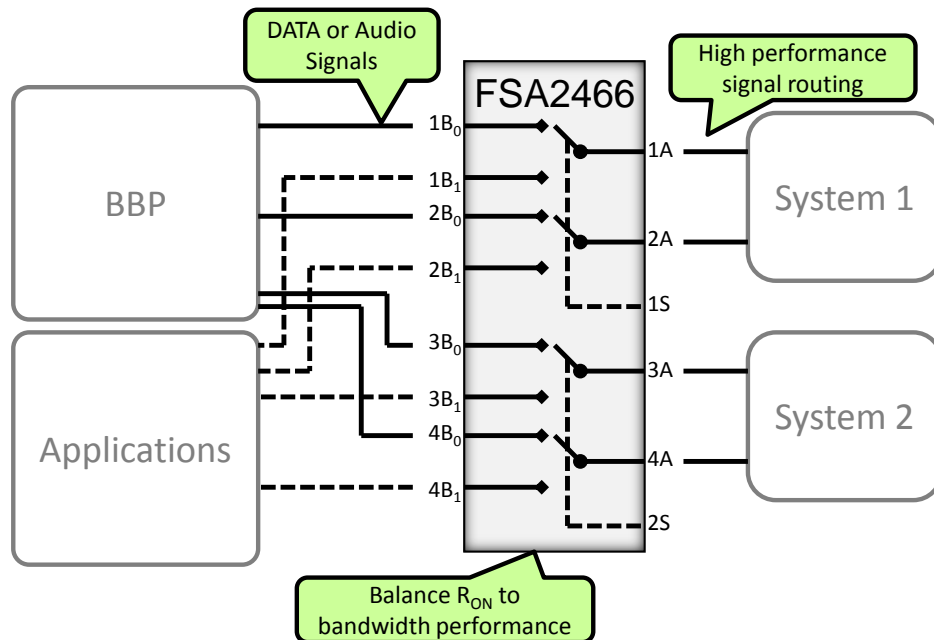 DATA or Audio
Signals
High performance
signal routing
FSA2466
BBP
Applications
1B₀
1B₁
2B₀
2B₁
3B₀
3B₁
4B₀
4B₁
1A
2A
1S
3A
4A
2S
System 1
System 2
Balance R_ON to
bandwidth performance